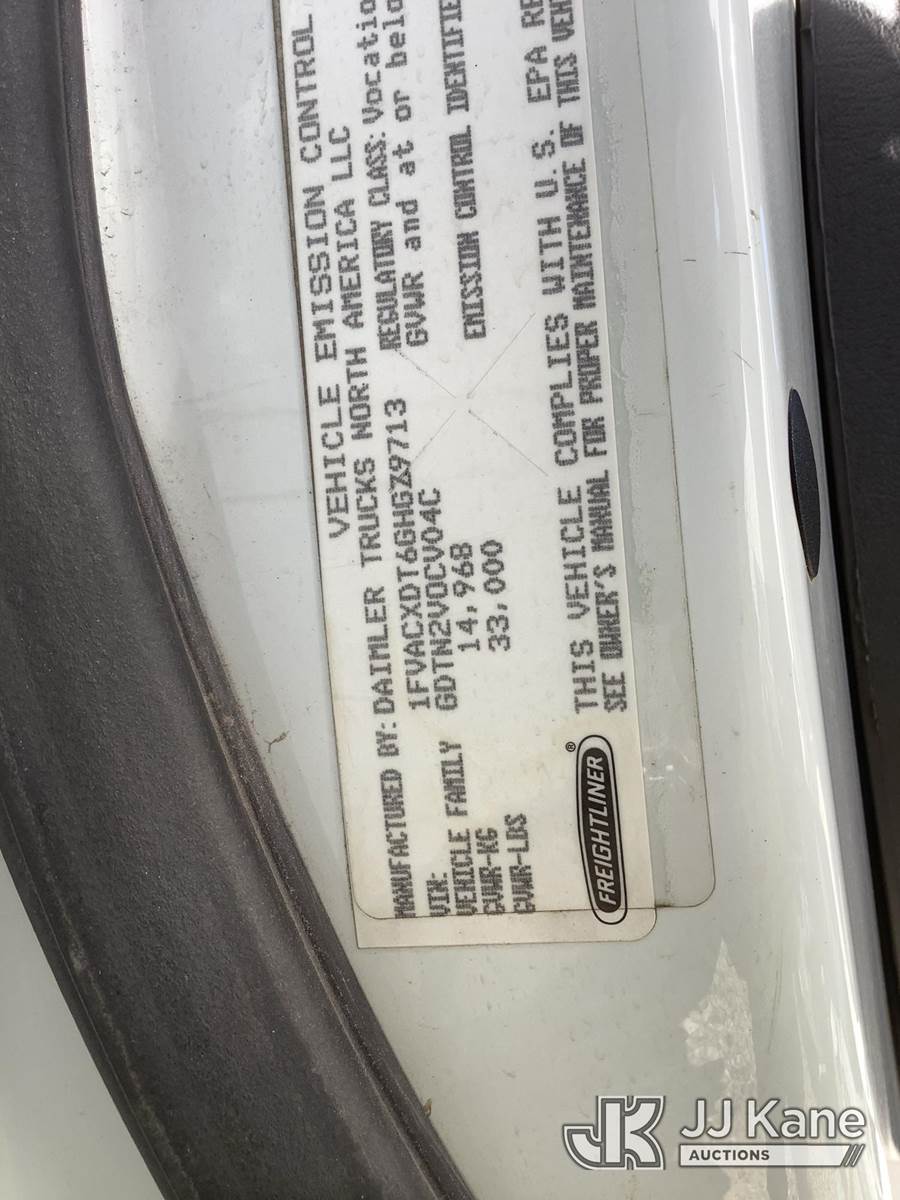 VEHICLE EMISSION CONTROL
MANUFACTURED BY: DAIMLER TRUCKS NORTH AMERICA LLC
VIN: 1FVACXDT6GHGZ9713 REGULATORY CLASS: Vocatio
VEHICLE FAMILY GDTN2VOCV04C GVWR and at or belo
GVWR-KG 14,968
GVWR-LBS 33,000 EMISSION CONTROL IDENTIFIE
THIS VEHICLE COMPLIES WITH U.S. EPA RE
SEE OWNER'S MANUAL FOR PROPER MAINTENANCE OF THIS VEH
FREIGHTLINER®
JK JJ Kane
AUCTIONS